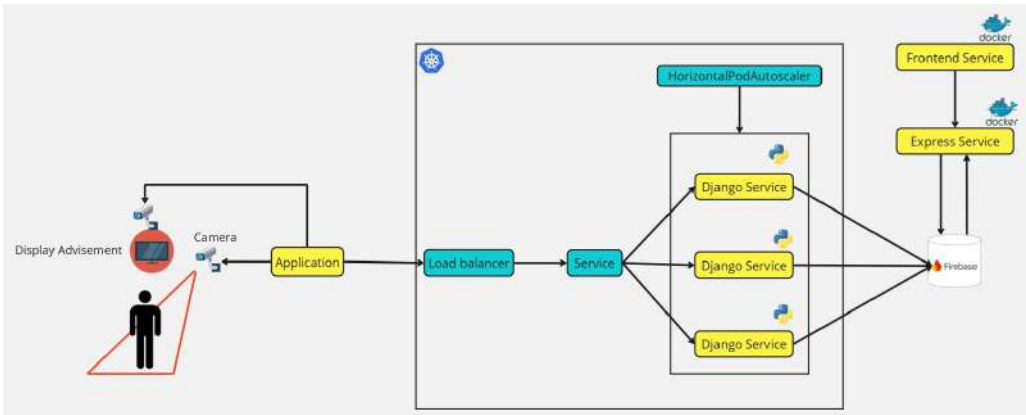 docker
Frontend Service
HorizontalPodAutoscaler
docker
Express Service
Django Service
Display Advisement
Camera
Application
Load balancer
Service
Django Service
Firebase
Django Service